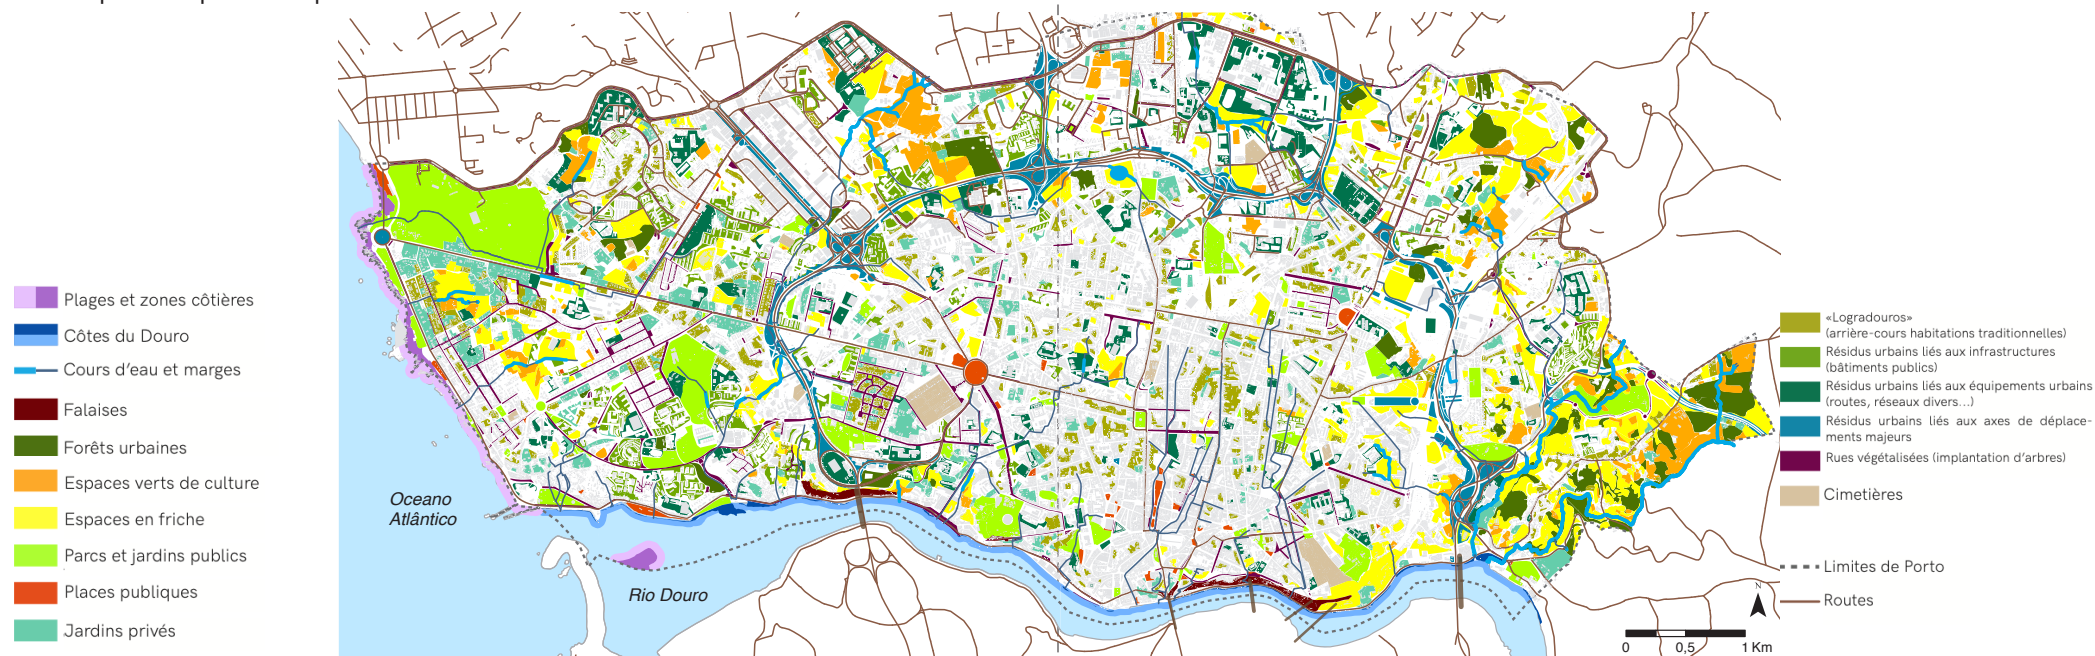 Plages et zones côtières
Côtes du Douro
Cours d'eau et marges
Falaises
Forêts urbaines
Espaces verts de culture
Espaces en friche
Parcs et jardins publics
Places publiques
Jardins privés
Oceano
Atlântico
Rio Douro
«Logradouros»
(arrière-cours habitations traditionnelles)
Résidus urbains liés aux infrastructures
(bâtiments publics)
Résidus urbains liés aux équipements urbains
(routes, réseaux divers...)
Résidus urbains liés aux axes de déplace-
ments majeurs
Rues végétalisées (implantation d'arbres)
Cimetières
Limites de Porto
Routes
N
0 0,5 1 Km